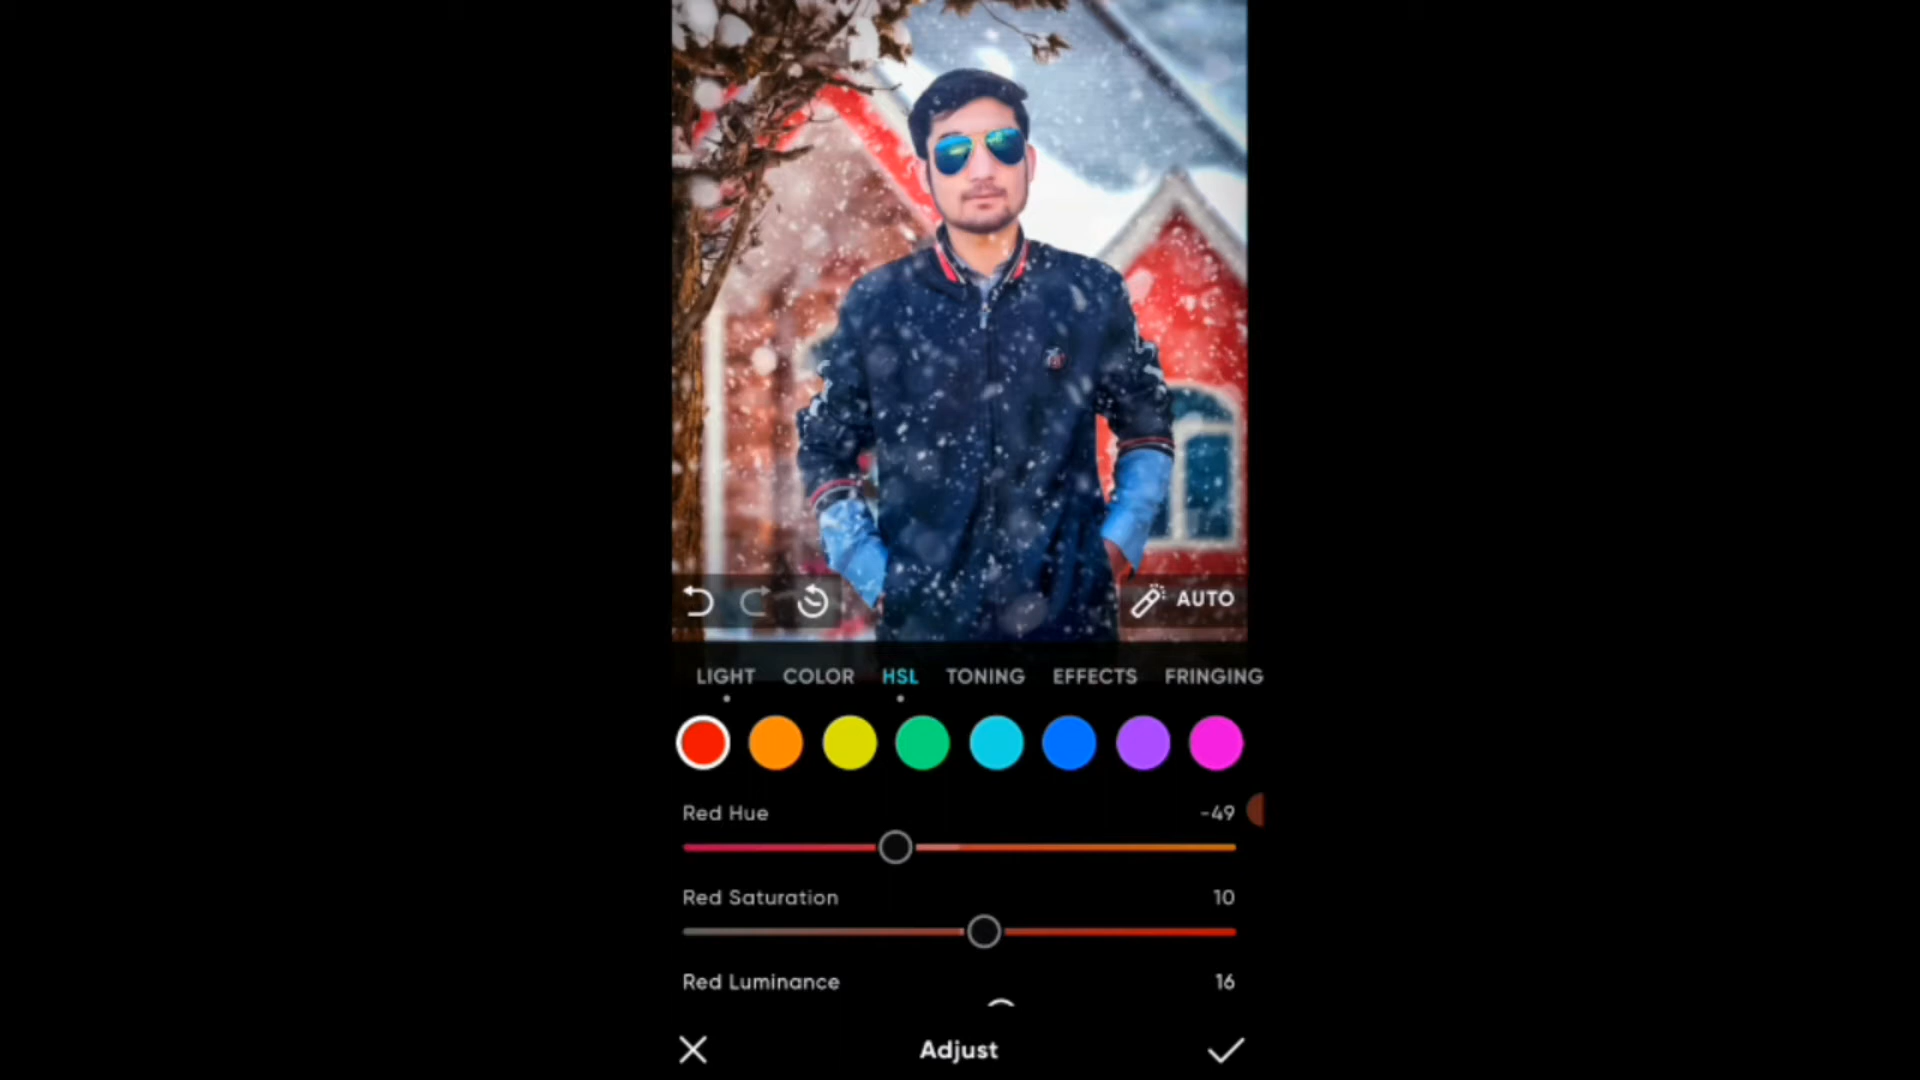 AUTO
LIGHT COLOR HSL TONING EFFECTS FRINGING
Red Hue -49
Red Saturation 10
Red Luminance 16
Adjust